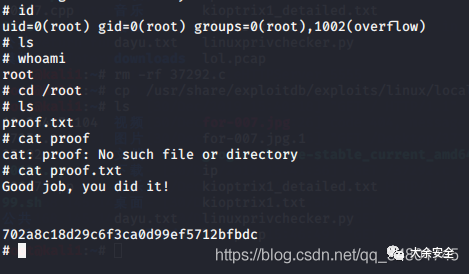 # id
uid=0(root) gid=0(root) groups=0(root),1002(overflow)
# ls
# whoami
root
# cd /root
# ls
proof.txt
# cat proof
cat: proof: No such file or directory
# cat proof.txt
Good job, you did it!
702a8c18d29c6f3ca0d99ef5712bfbdc
#
https://blog.csdn.net/qq_
大余安全